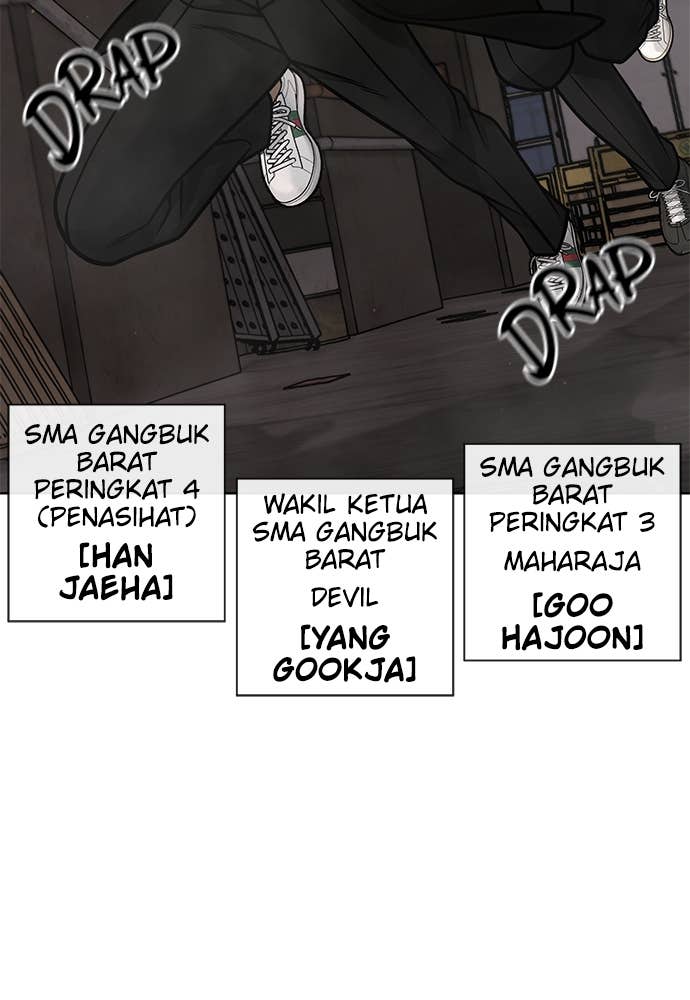 DRAP
DRAP
SMA GANGBUK
BARAT
PERINGKAT 4
(PENASIHAT)
[HAN
JAEHA]
WAKIL KETUA
SMA GANGBUK
BARAT
DEVIL
[YANG
GOOKJA]
SMA GANGBUK
BARAT
PERINGKAT 3
MAHARAJA
[GOO
HAJOON]